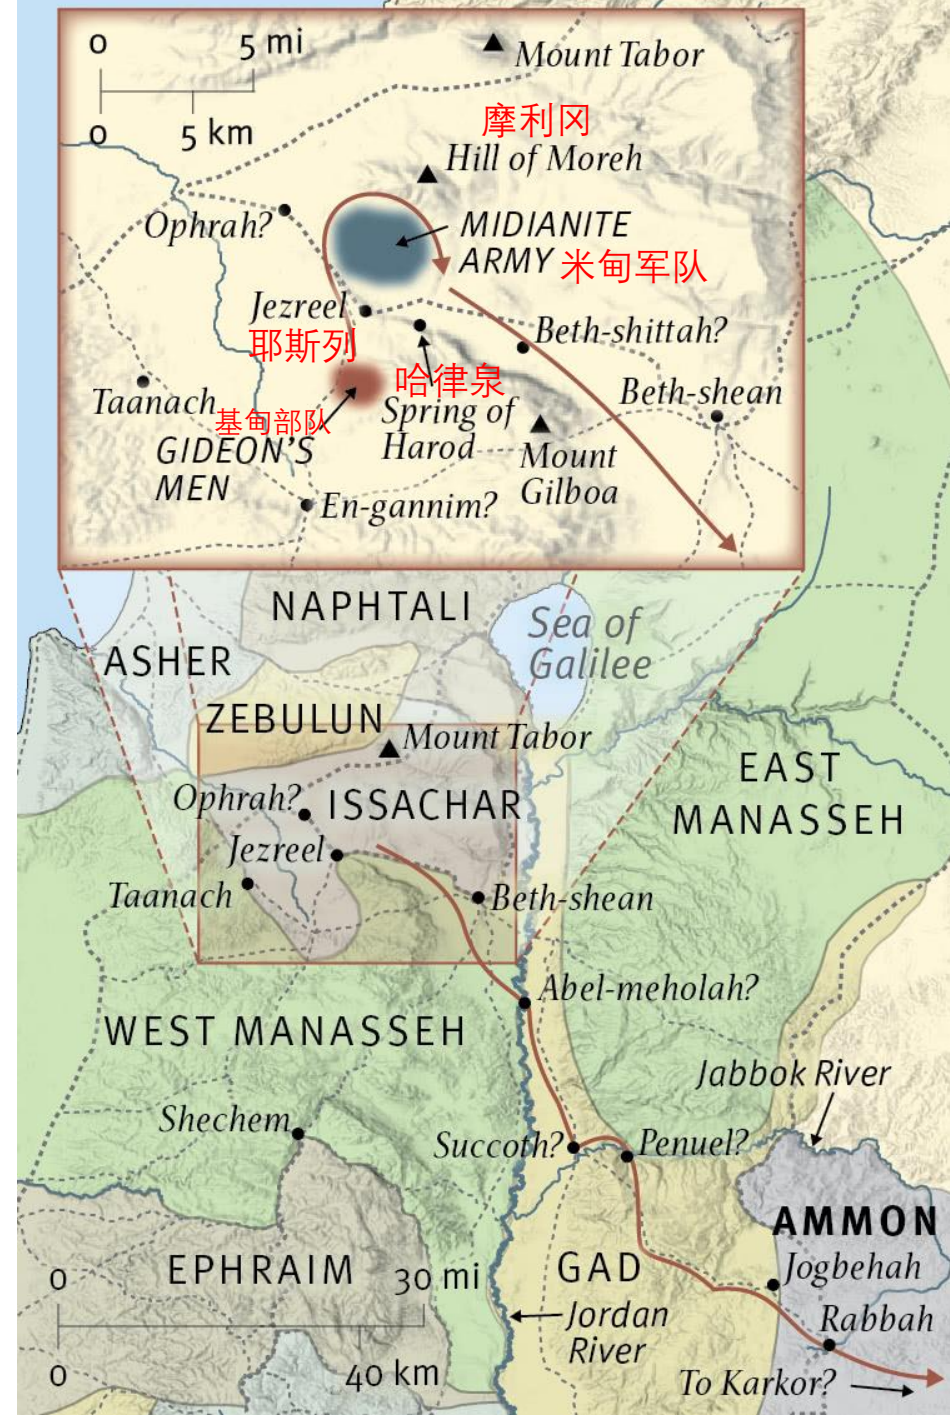 0
5 mi
0
5 km
Mount Tabor
摩利冈
Hill of Moreh
Ophrah?
MIDIANITE
ARMY
米甸军队
Jezreel
耶斯列
Beth-shittah?
哈律泉
Taanach
基甸部队
GIDEON'S
MEN
Spring of
Harod
Beth-shean
Mount
Gilboa
En-gannim?
NAPHTALI
Sea of
Galilee
ASHER
ZEBULUN
Mount Tabor
EAST
MANASSEH
Ophrah?
ISSACHAR
Jezreel
Taanach
Beth-shean
Abel-meholah?
WEST MANASSEH
Jabbok River
Shechem
Succoth?
Penuel?
AMMON
EPHRAIM
0
30 mi
0
40 km
GAD
Jogbehah
Jordan
River
Rabbah
To Karkor?